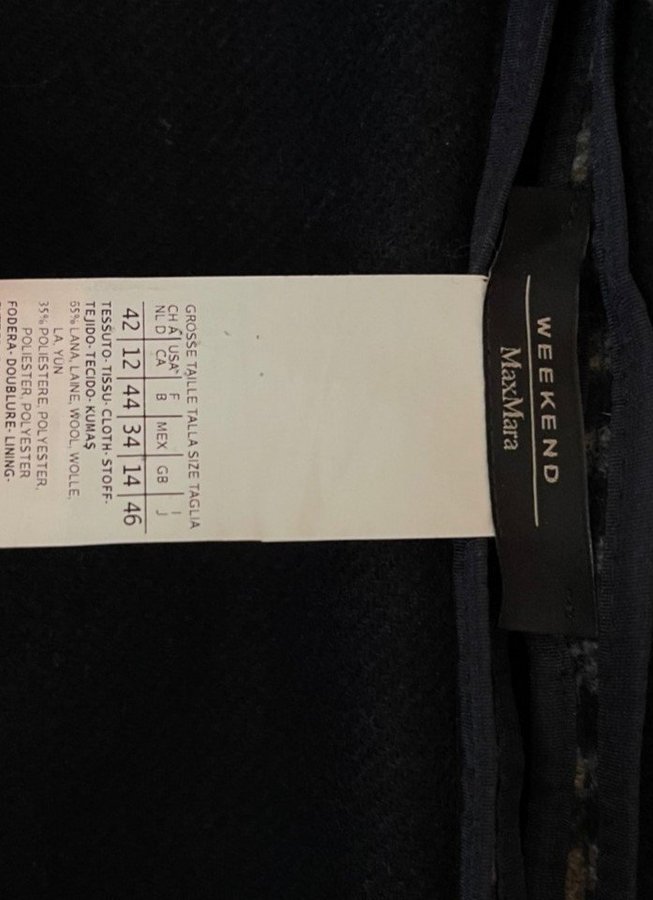 WEEKEND
MaxMara
GROSSE TAILLE TALLA SIZE TAGLIA
CH A USA F I
NL D CA B MEX GB J
42 12 44 34 14 46
TESSUTO- TISSU- CLOTH- STOFF-
TEJIDO- TECIDO- KUMAŞ
65% LANA, LAINE, WOOL, WOLLE,
LA, YÜN
35% POLIESTERE, POLYESTER,
POLIESTER, POLYESTER
FODERA- DOUBLURE- LINING-